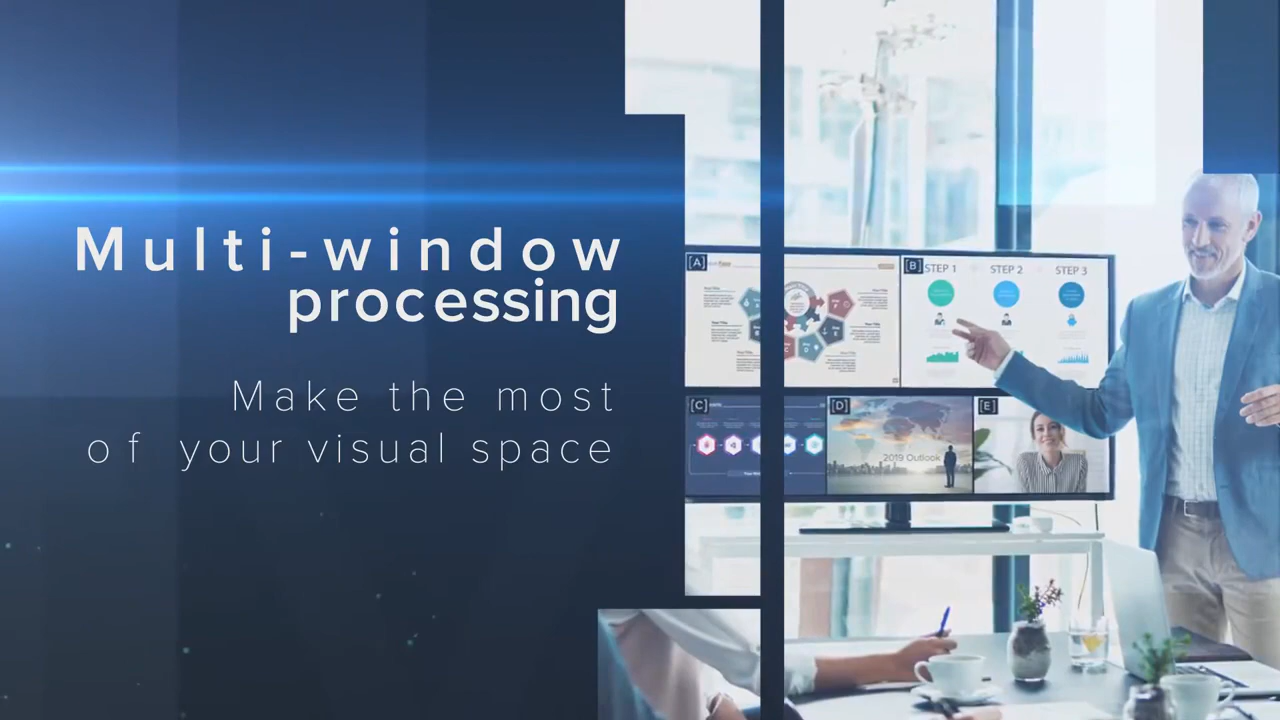 Multi-window
processing
Make the most
of your visual space
[A]
[B]
STEP 1
STEP 2
STEP 3
[C]
[D]
[E]
2019 Outlook